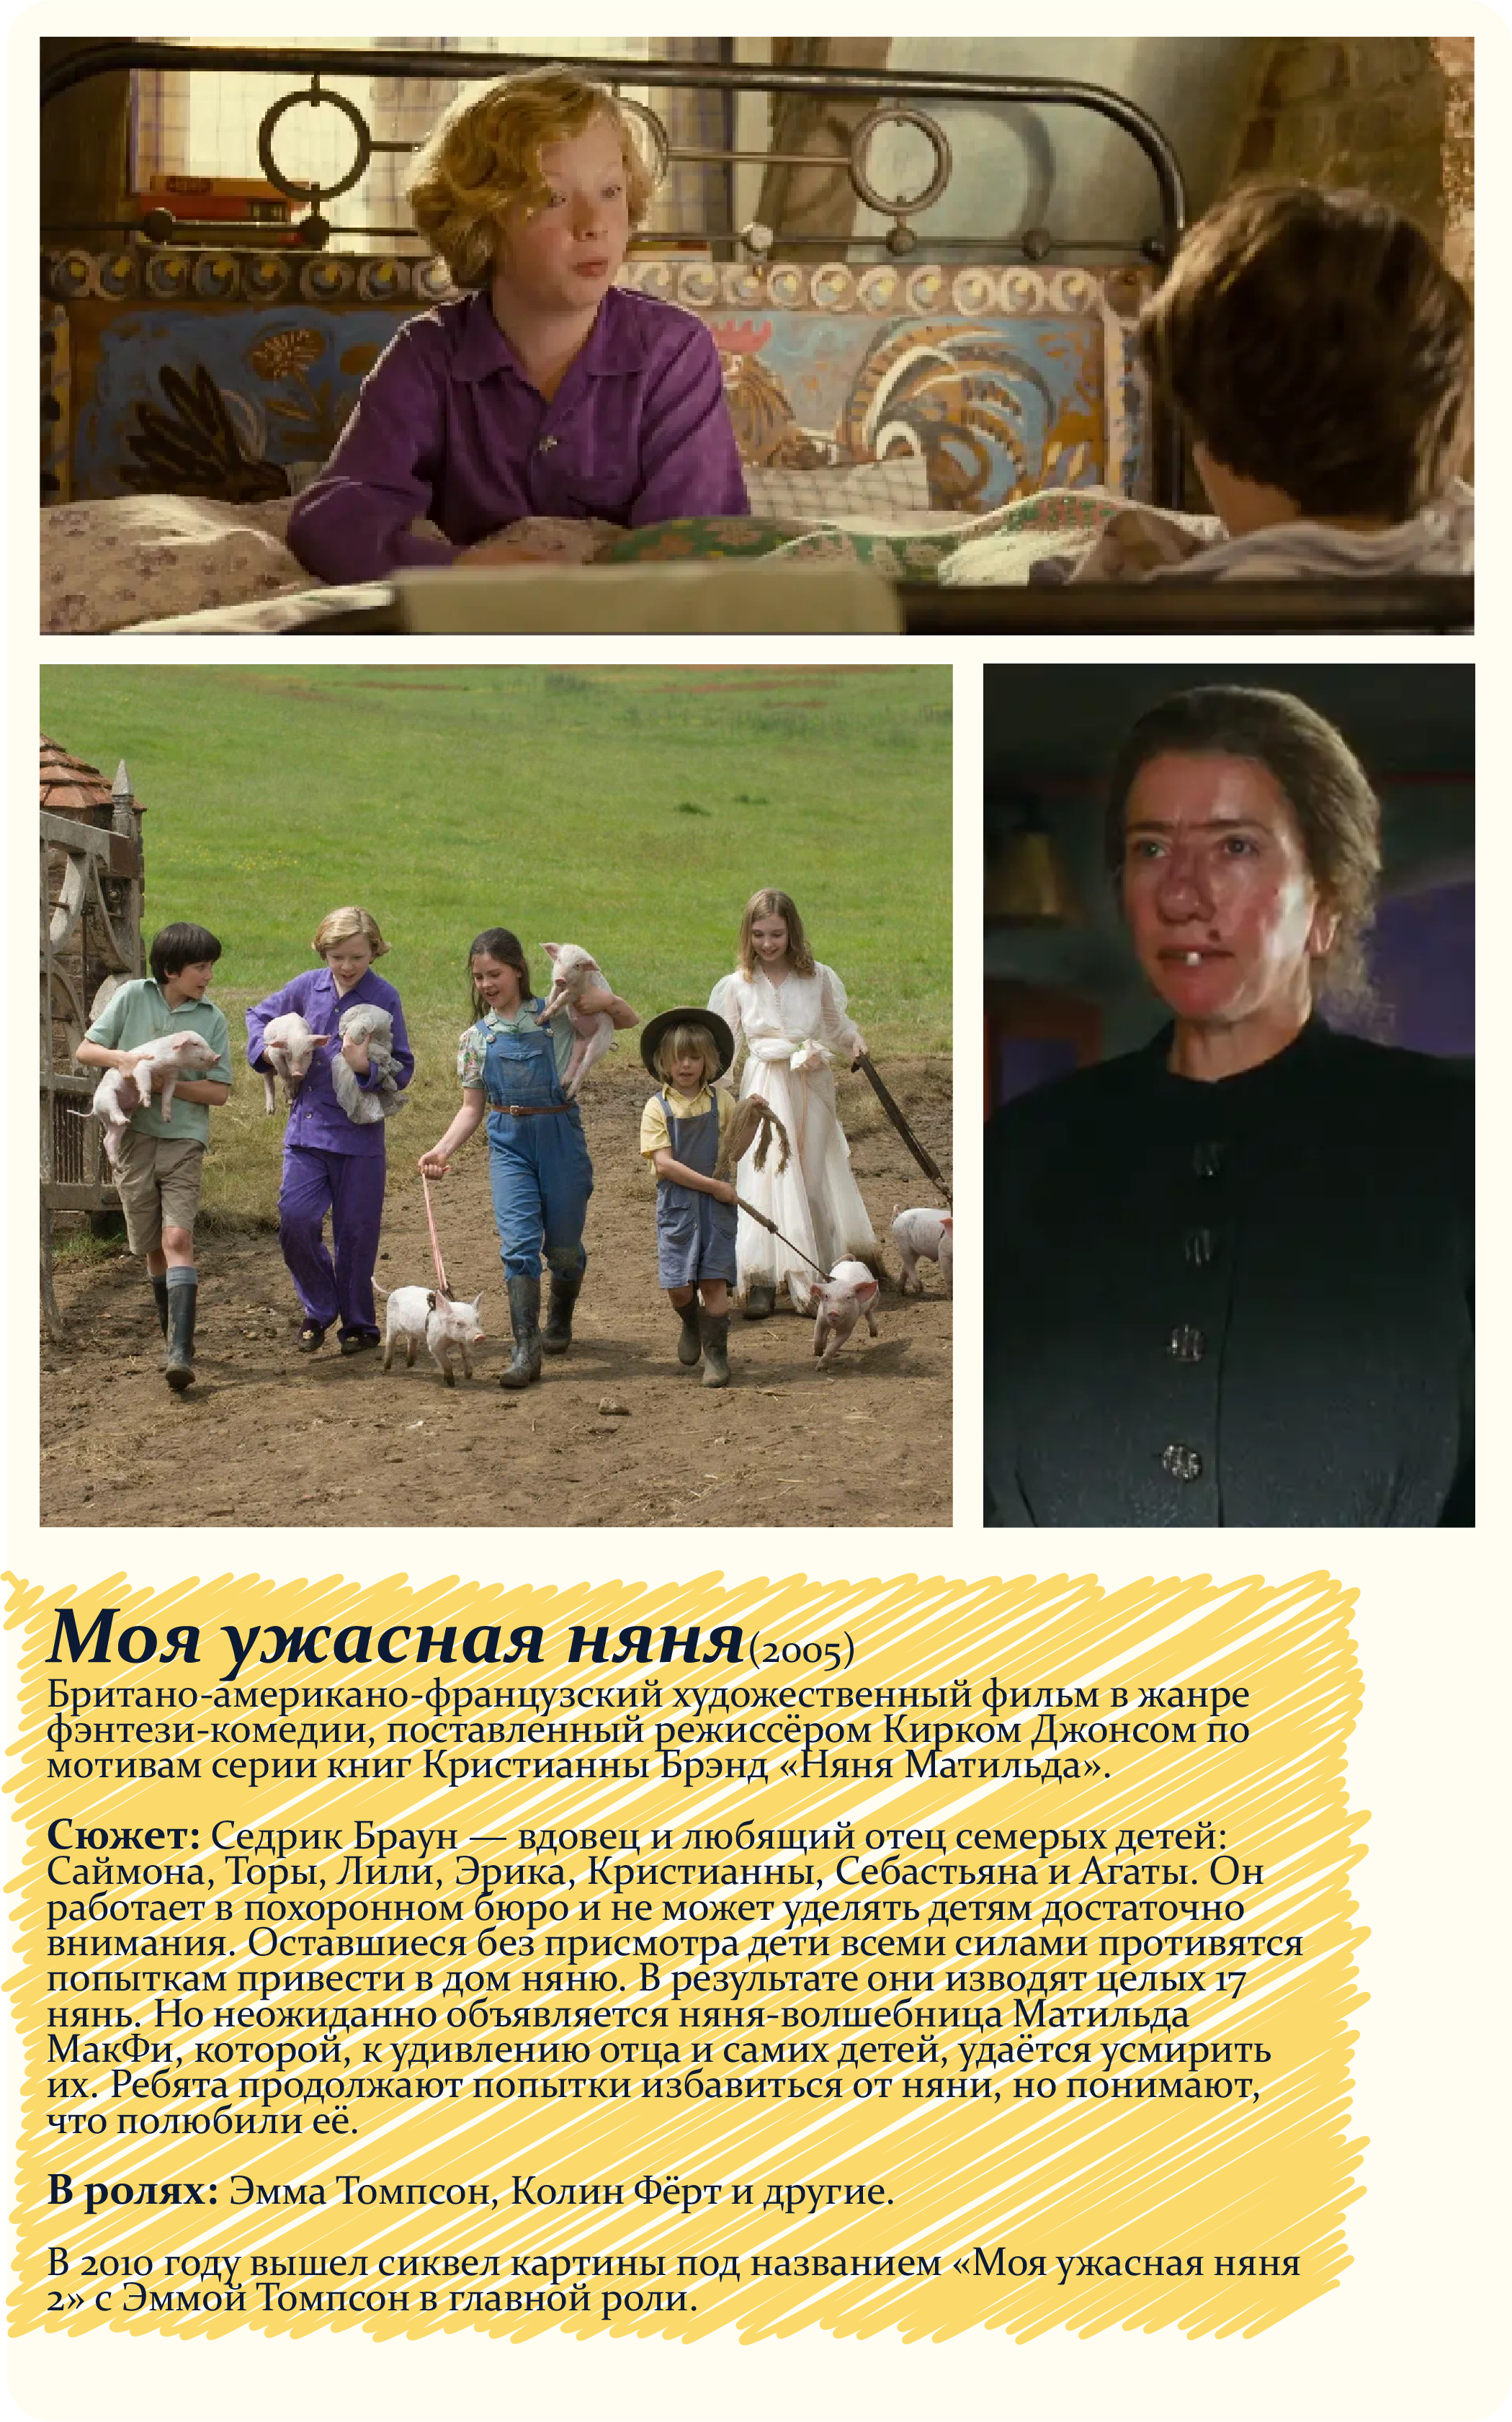 Моя ужасная няня(2005)
Британо-американо-французский художественный фильм в жанре
фэнтези-комедии, поставленный режиссёром Кирком Джонсом по
мотивам серии книг Кристианны Брэнд «Няня Матильда».
Сюжет: Седрик Браун — вдовец и любящий отец семерых детей:
Саймона, Торы, Лили, Эрика, Кристианны, Себастьяна и Агаты. Он
работает в похоронном бюро и не может уделять детям достаточно
внимания. Оставшиеся без присмотра дети всеми силами противятся
попыткам привести в дом няню. В результате они изводят целых 17
нянь. Но неожиданно объявляется няня-волшебница Матильда
МакФи, которой, к удивлению отца и самих детей, удаётся усмирить
их. Ребята продолжают попытки избавиться от няни, но понимают,
что полюбили её.
В ролях: Эмма Томпсон, Колин Фёрт и другие.
В 2010 году вышел сиквел картины под названием «Моя ужасная няня
2» с Эммой Томпсон в главной роли.